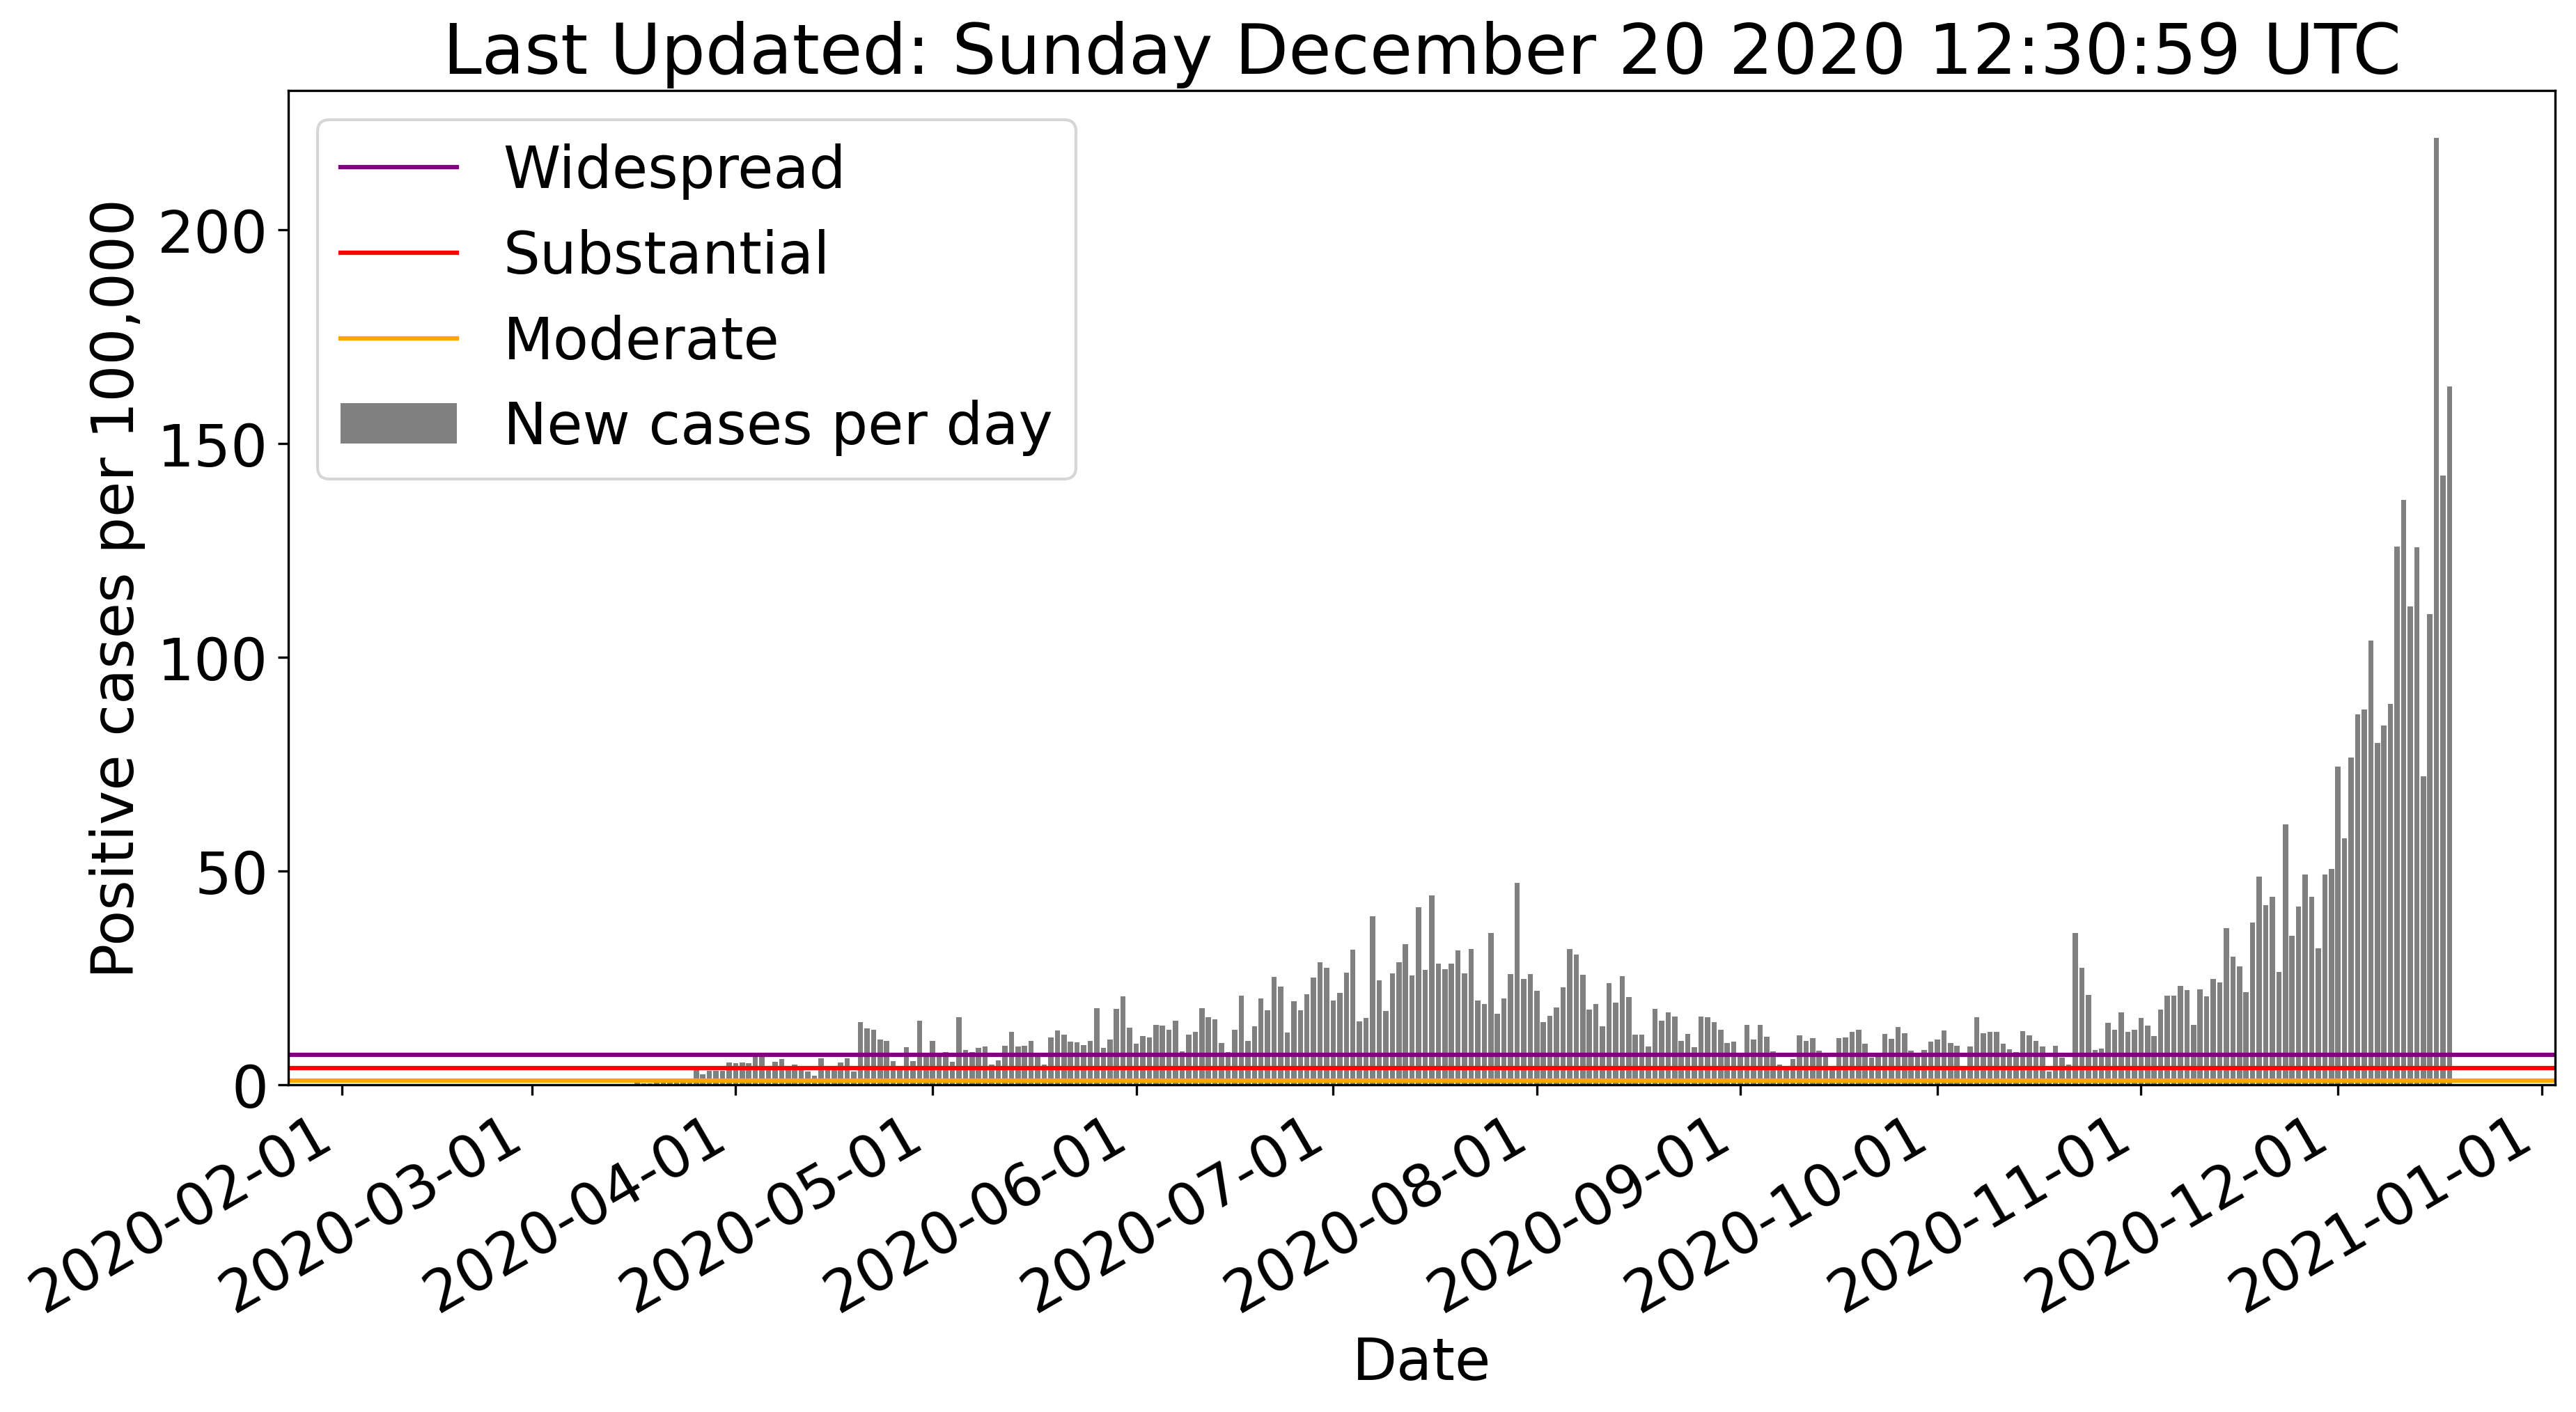 Last Updated: Sunday December 20 2020 12:30:59 UTC
Widespread
Substantial
Moderate
New cases per day
Positive cases per 100,000
200
150
100
50
0
2020-02-01
2020-03-01
2020-04-01
2020-05-01
2020-06-01
2020-07-01
2020-08-01
2020-09-01
2020-10-01
2020-11-01
2020-12-01
2021-01-01
Date